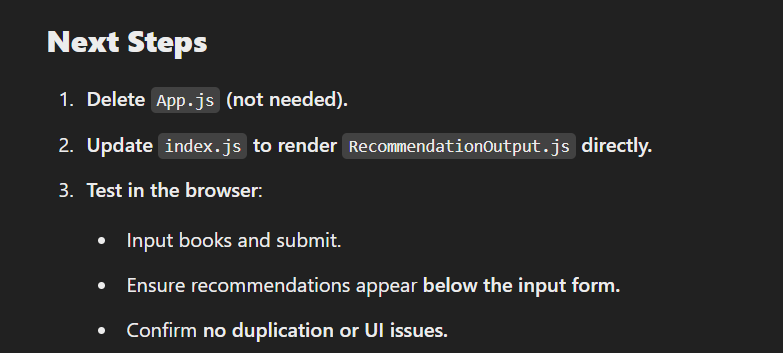 Next Steps
1. Delete App.js (not needed).
2. Update index.js to render RecommendationOutput.js directly.
3. Test in the browser:
• Input books and submit.
• Ensure recommendations appear below the input form.
• Confirm no duplication or UI issues.